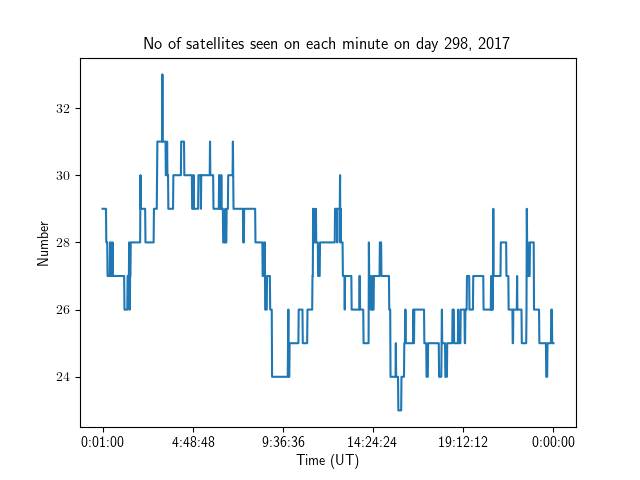 No of satellites seen on each minute on day 298, 2017
Number
32
30
28
26
24
0:01:00 4:48:48 9:36:36 14:24:24 19:12:12 0:00:00
Time (UT)